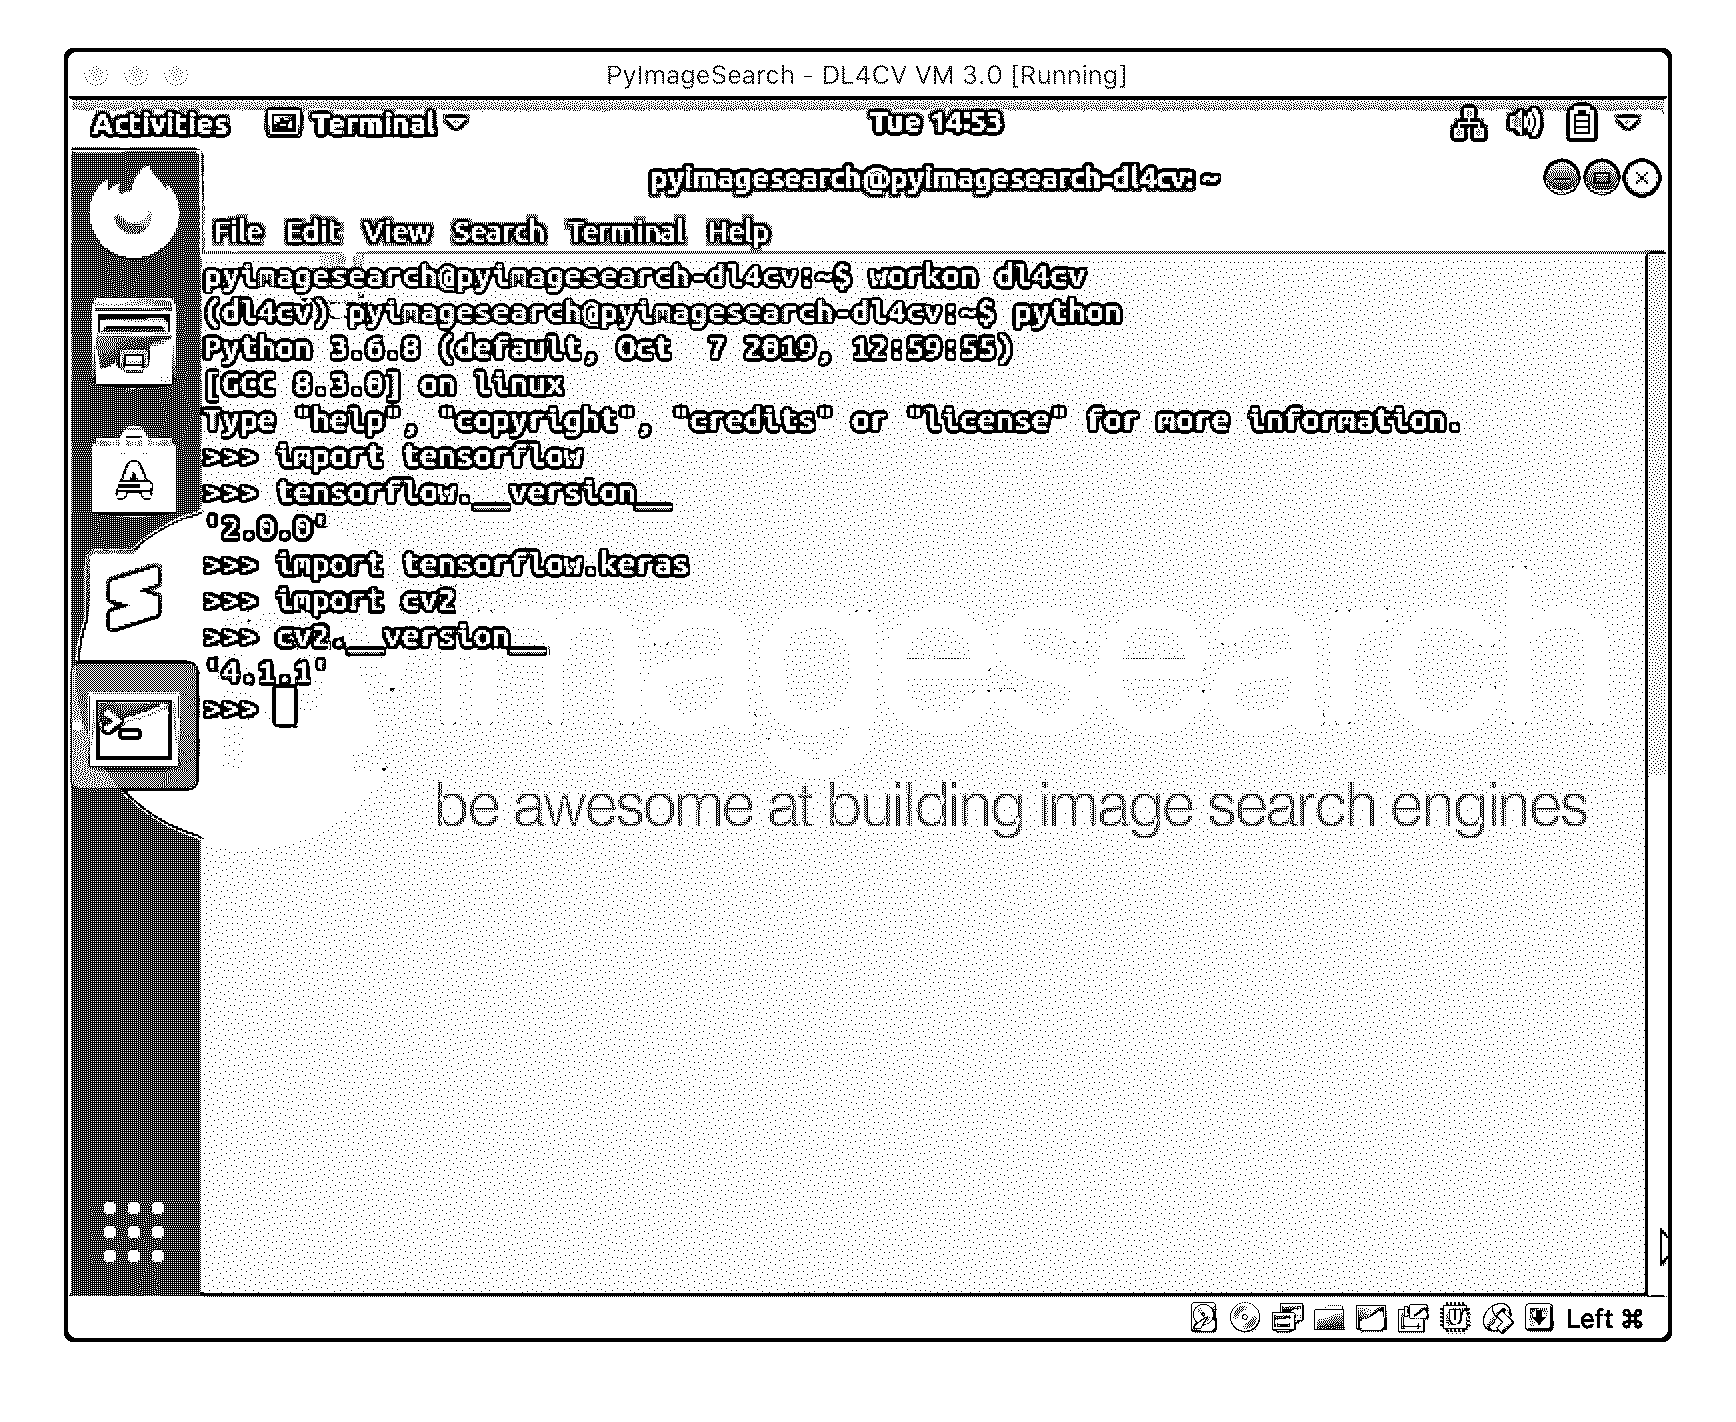 PyImageSearch - DL4CV VM 3.0 [Running]
Activities Terminal Tue 14:53
pyimagesearch@pyimagesearch-dl4cv: ~
File Edit View Search Terminal Help
pyimagesearch@pyimagesearch-dl4cv:~$ workon dl4cv
(dl4cv) pyimagesearch@pyimagesearch-dl4cv:~$ python
Python 3.6.8 (default, Oct  7 2019, 12:59:55)
[GCC 8.3.0] on linux
Type "help", "copyright", "credits" or "license" for more information.
>>> import tensorflow
>>> tensorflow.__version__
'2.0.0'
>>> import tensorflow.keras
>>> import cv2
>>> cv2.__version__
'4.1.1'
>>>
imagesearch
be awesome at building image search engines
Left ⌘